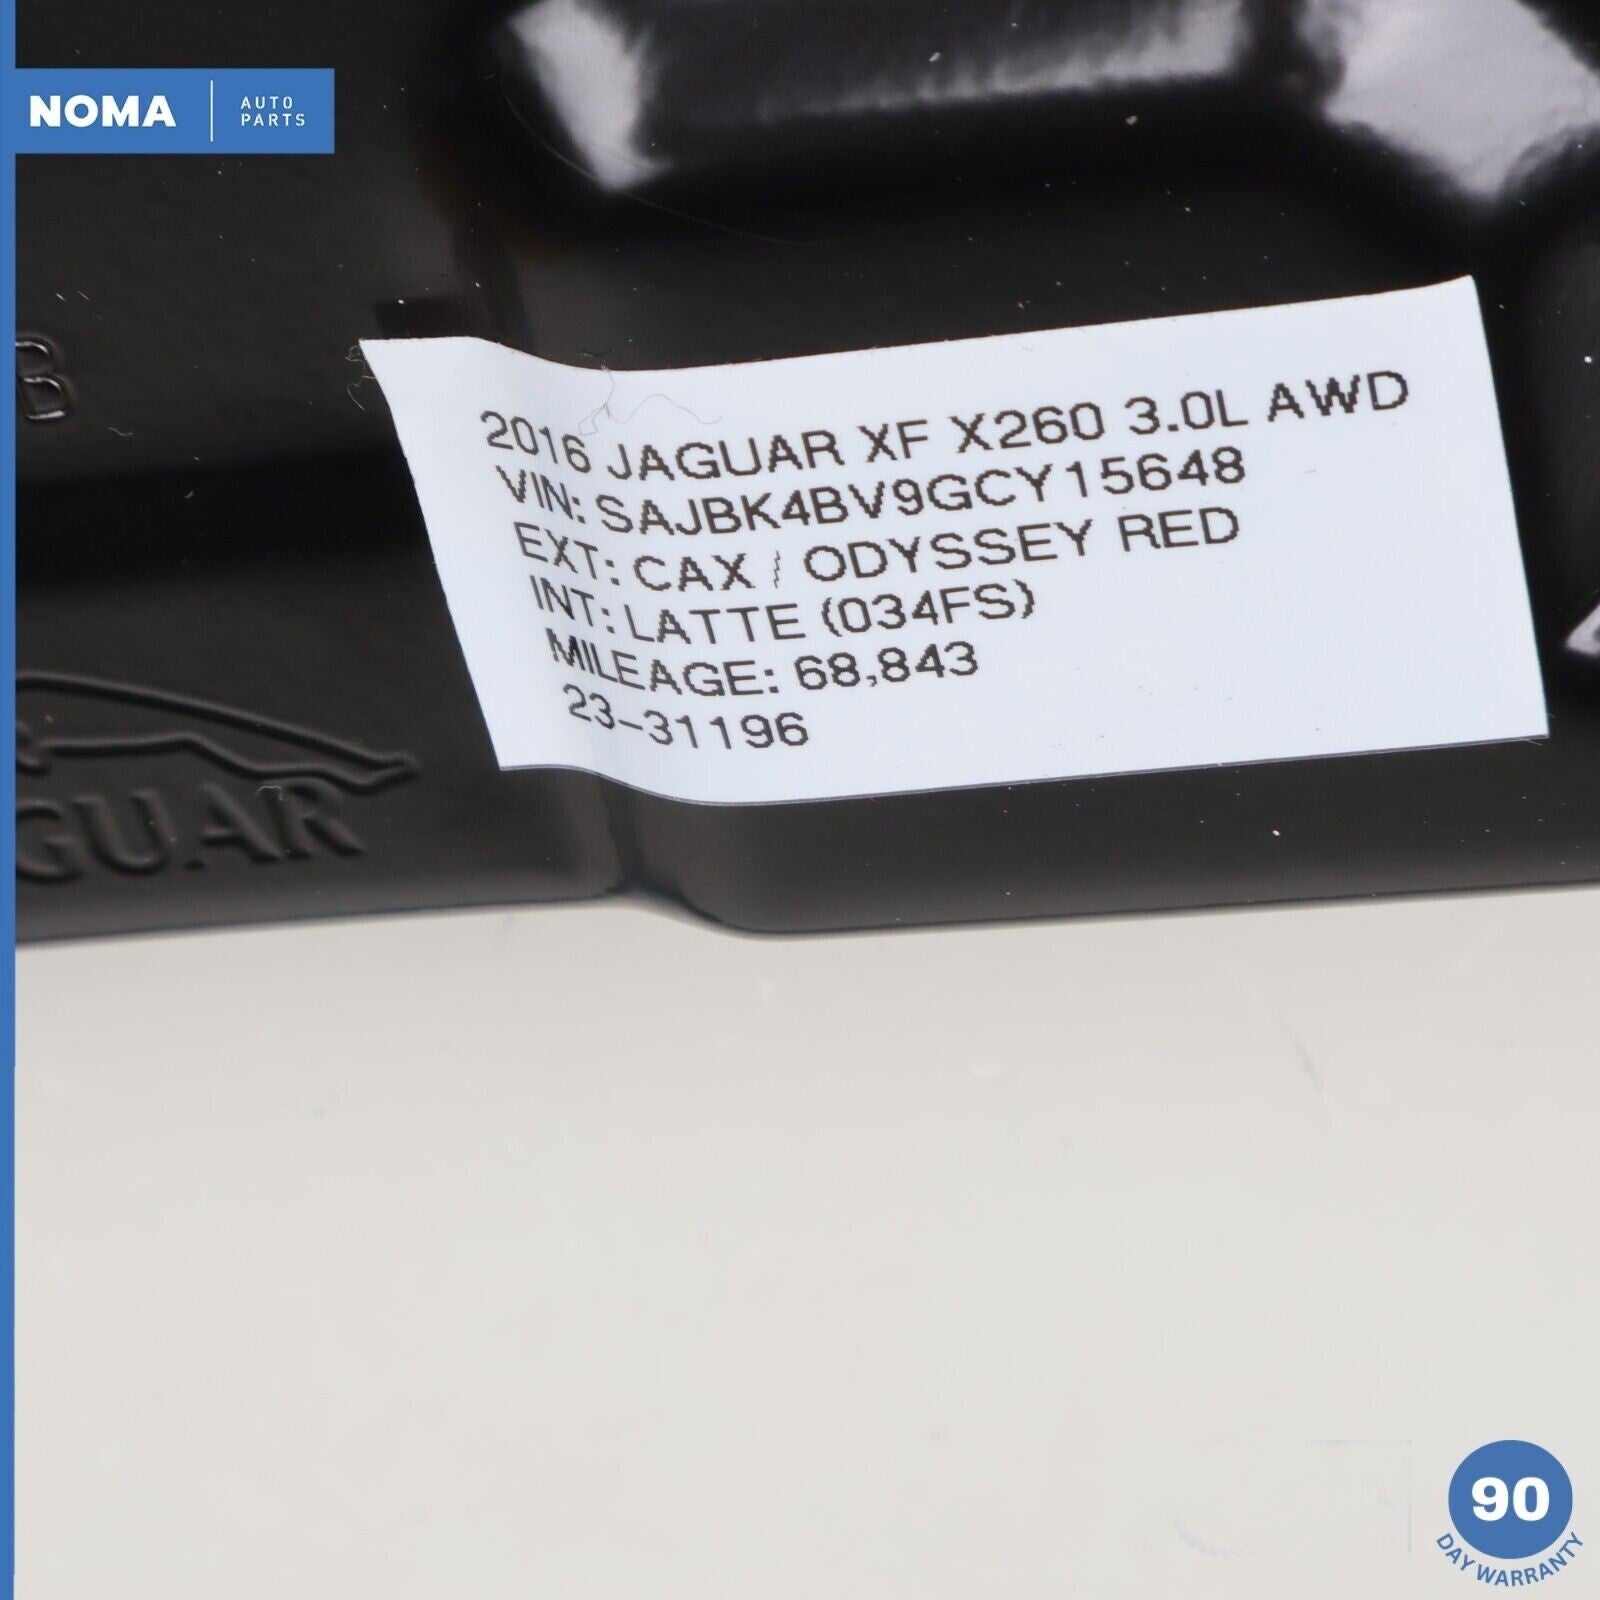 NOMA
AUTO
PARTS
B
2016 JAGUAR XF X260 3.0L AWD
VIN: SAJBK4BV9GCY15648
EXT: CAX / ODYSSEY RED
INT: LATTE (034FS)
MILEAGE: 68,843
23-31196
GUAR
90
DAY WARRANTY